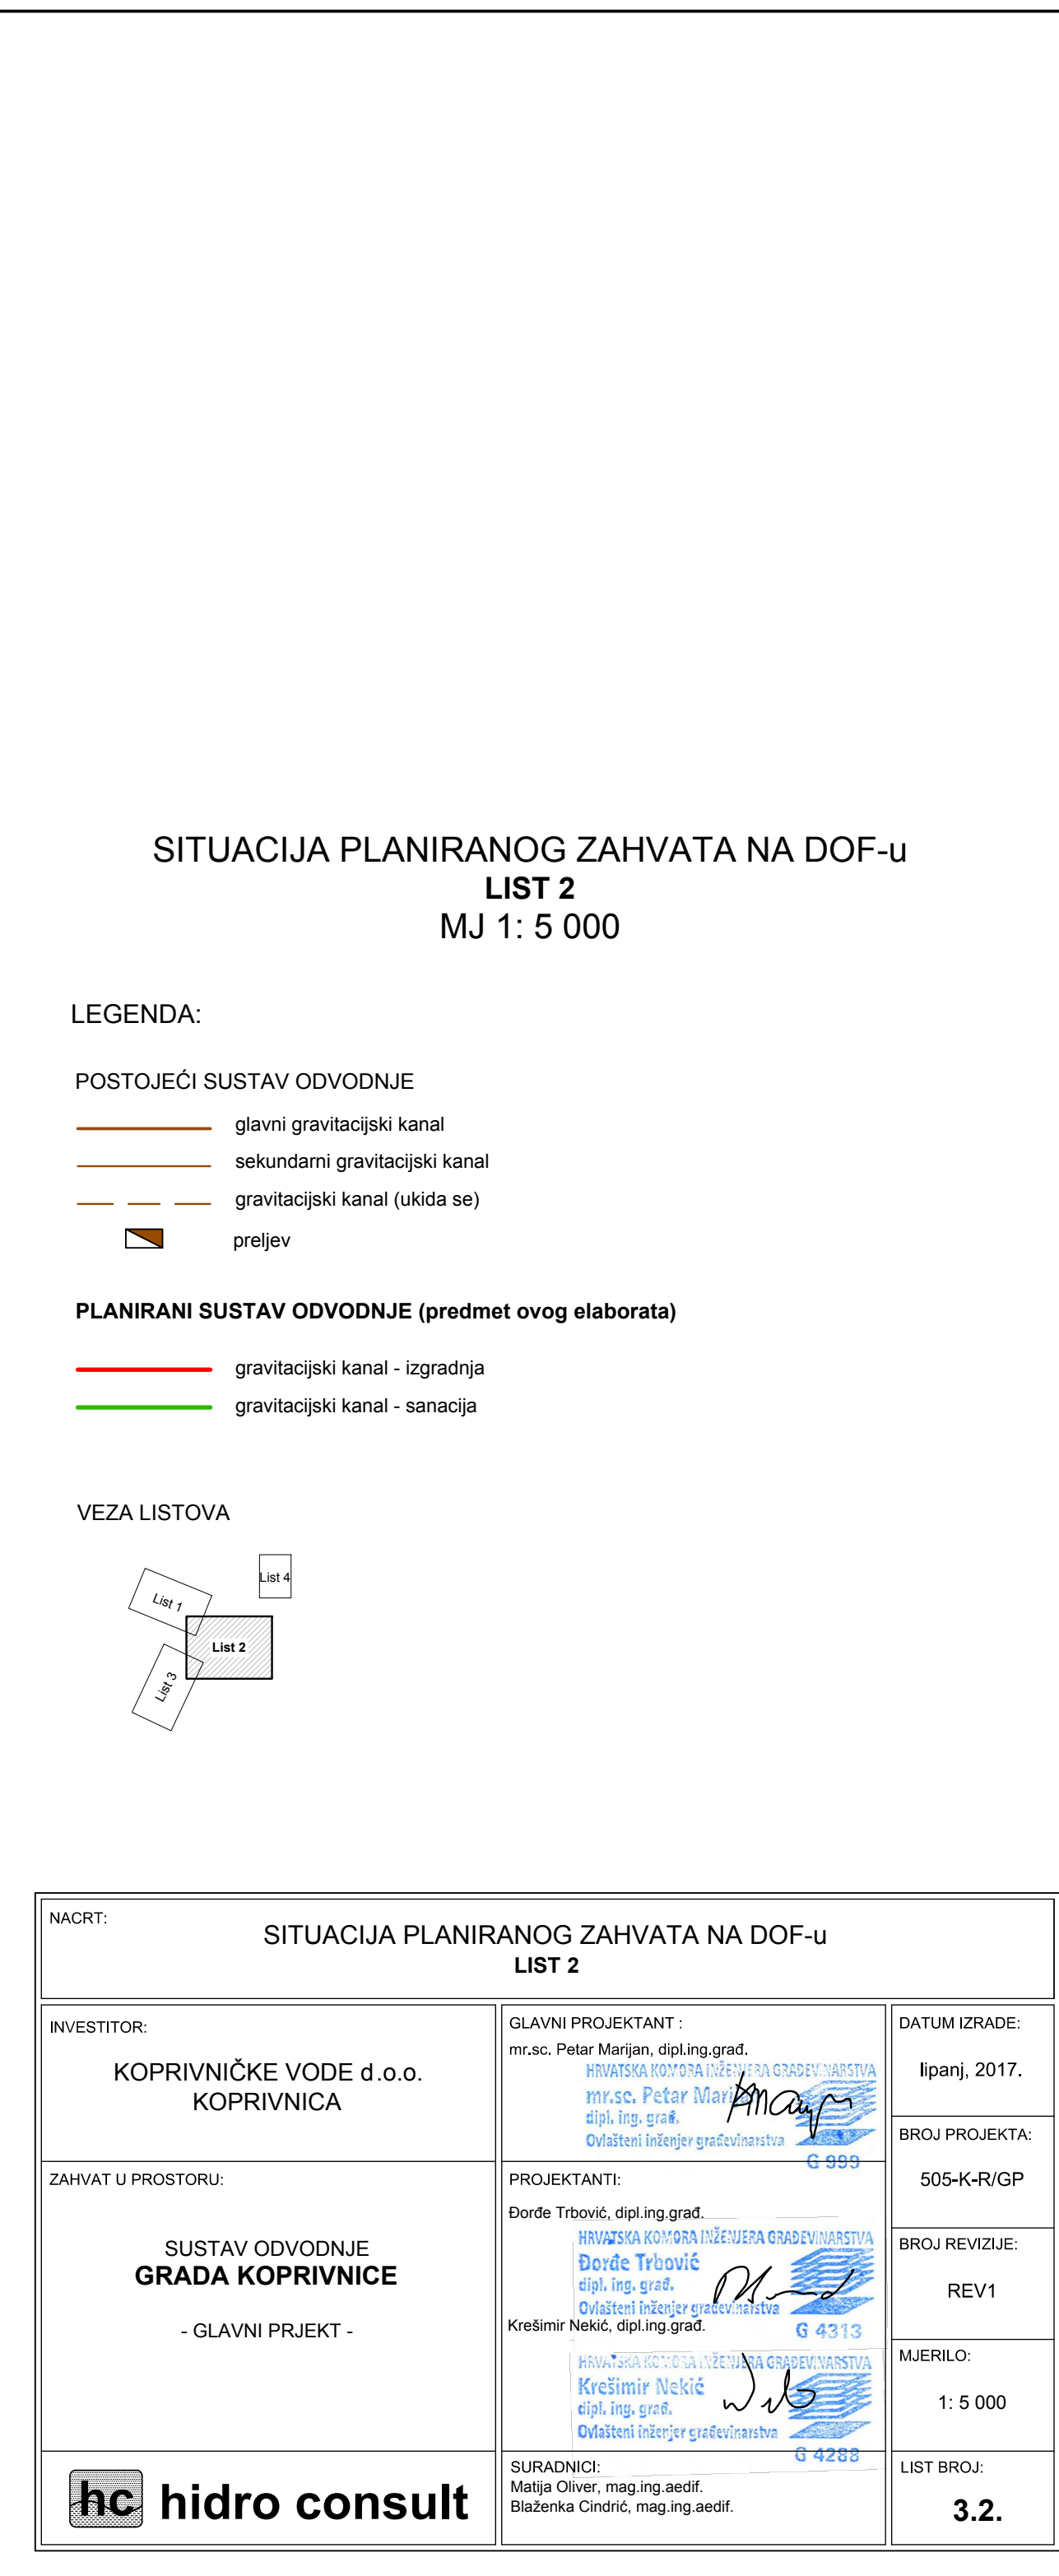 SITUACIJA PLANIRANOG ZAHVATA NA DOF-u
LIST 2
MJ 1: 5 000
LEGENDA:
POSTOJEĆI SUSTAV ODVODNJE
glavni gravitacijski kanal
sekundarni gravitacijski kanal
gravitacijski kanal (ukida se)
preljev
PLANIRANI SUSTAV ODVODNJE (predmet ovog elaborata)
gravitacijski kanal - izgradnja
gravitacijski kanal - sanacija
VEZA LISTOVA
List 4
List 1
List 2
List 3
NACRT:
SITUACIJA PLANIRANOG ZAHVATA NA DOF-u
LIST 2
INVESTITOR:
KOPRIVNIČKE VODE d.o.o.
KOPRIVNICA
GLAVNI PROJEKTANT :
mr.sc. Petar Marijan, dipl.ing.građ.
HRVATSKA KOMORA INŽENJERA GRAĐEVINARSTVA
mr.sc. Petar Marijan
dipl. ing. građ.
Ovlašteni inženjer građevinarstva
G 999
DATUM IZRADE:
lipanj, 2017.
BROJ PROJEKTA:
505-K-R/GP
ZAHVAT U PROSTORU:
SUSTAV ODVODNJE
GRADA KOPRIVNICE
- GLAVNI PRJEKT -
PROJEKTANTI:
Đorđe Trbović, dipl.ing.građ.
HRVATSKA KOMORA INŽENJERA GRAĐEVINARSTVA
Đorđe Trbović
dipl. ing. građ.
Ovlašteni inženjer građevinarstva
G 4313
Krešimir Nekić, dipl.ing.građ.
HRVATSKA KOMORA INŽENJERA GRAĐEVINARSTVA
Krešimir Nekić
dipl. ing. građ.
Ovlašteni inženjer građevinarstva
G 4288
BROJ REVIZIJE:
REV1
MJERILO:
1: 5 000
hc hidro consult
SURADNICI:
Matija Oliver, mag.ing.aedif.
Blaženka Cindrić, mag.ing.aedif.
LIST BROJ:
3.2.